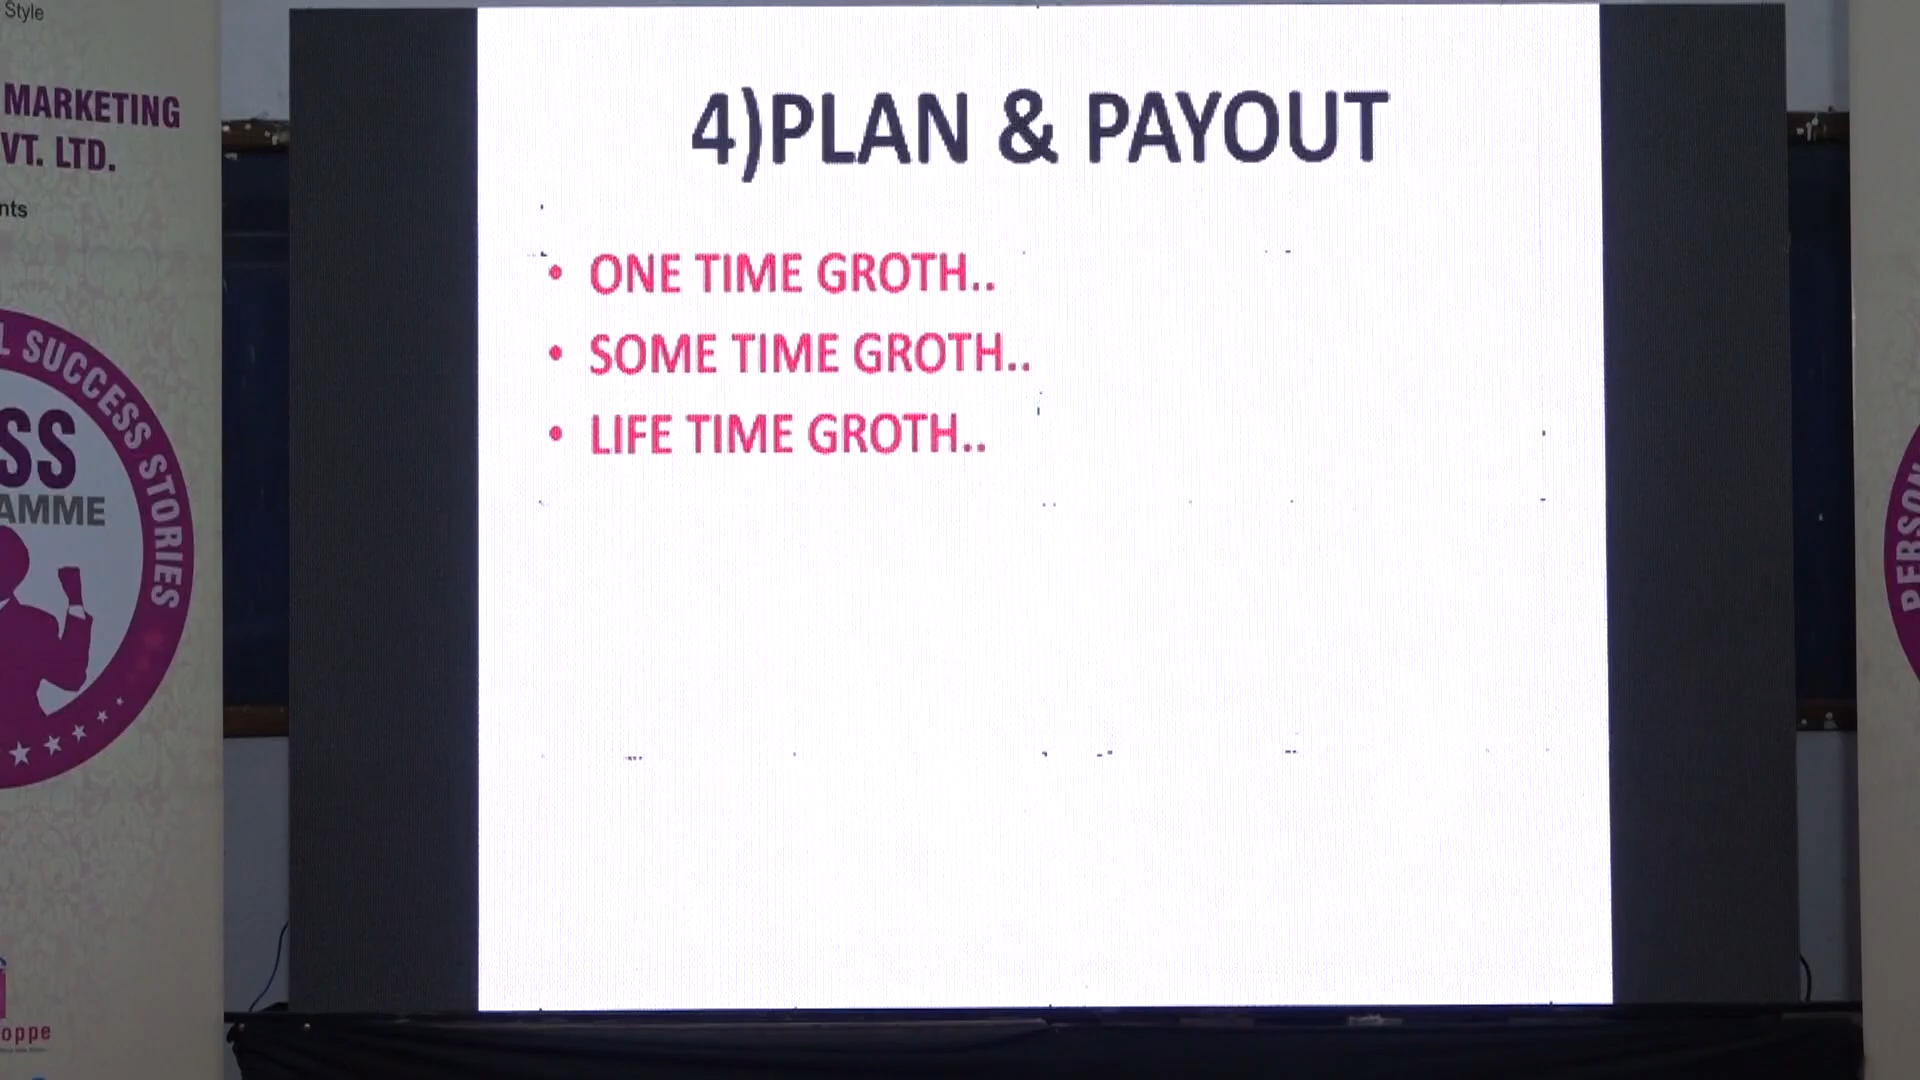 Style
MARKETING
VT. LTD.
nts
L SUCCESS STORIES
SS
AMME
oppe
4)PLAN & PAYOUT
• ONE TIME GROTH..
• SOME TIME GROTH..
• LIFE TIME GROTH..
PERSON